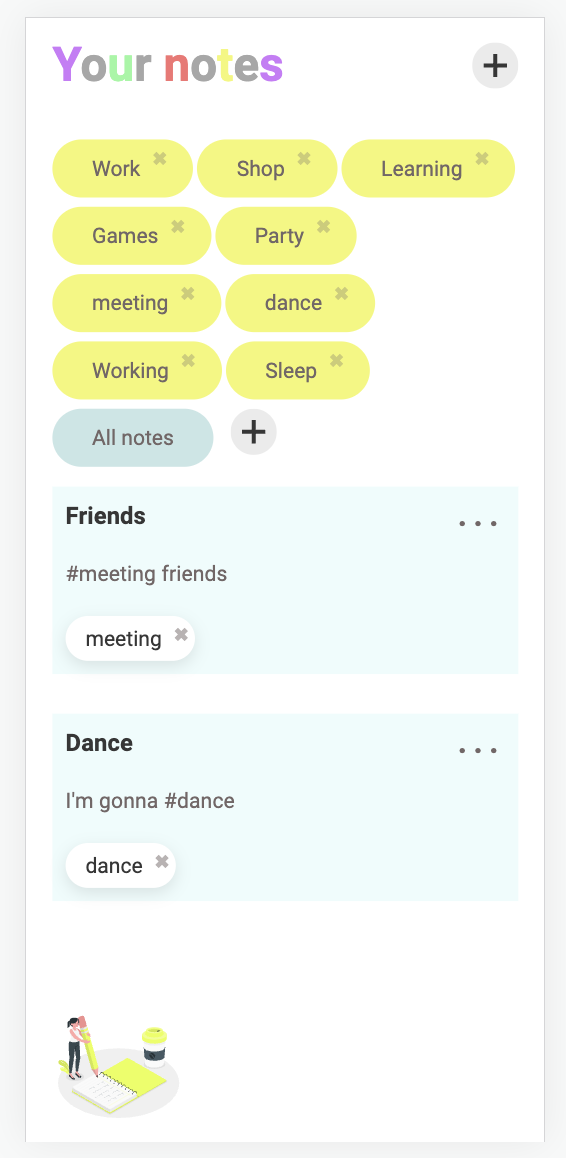 Your notes
Work Shop Learning
Games Party
meeting dance
Working Sleep
All notes
Friends
#meeting friends
meeting
Dance
I'm gonna #dance
dance